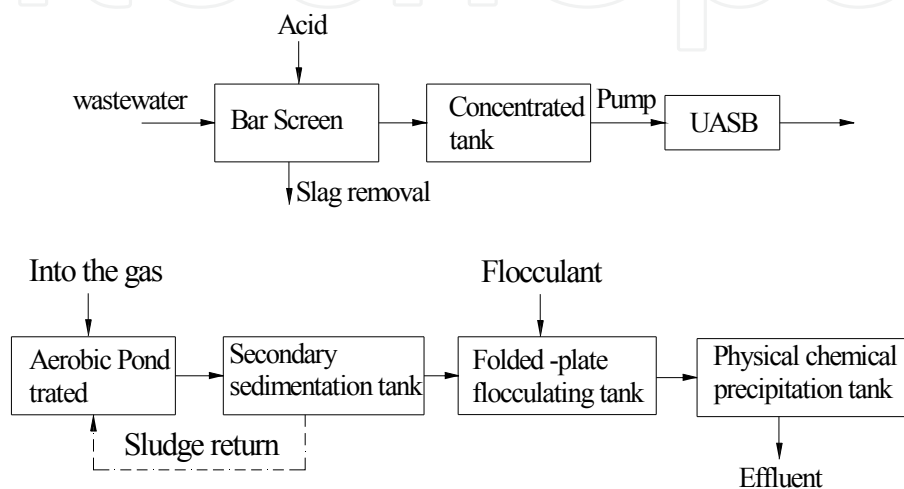 Acid
wastewater
Bar Screen
Concentrated
tank
Pump
UASB
Slag removal
Into the gas
Flocculant
Aerobic Pond
trated
Secondary
sedimentation tank
Folded -plate
flocculating tank
Physical chemical
precipitation tank
Sludge return
Effluent